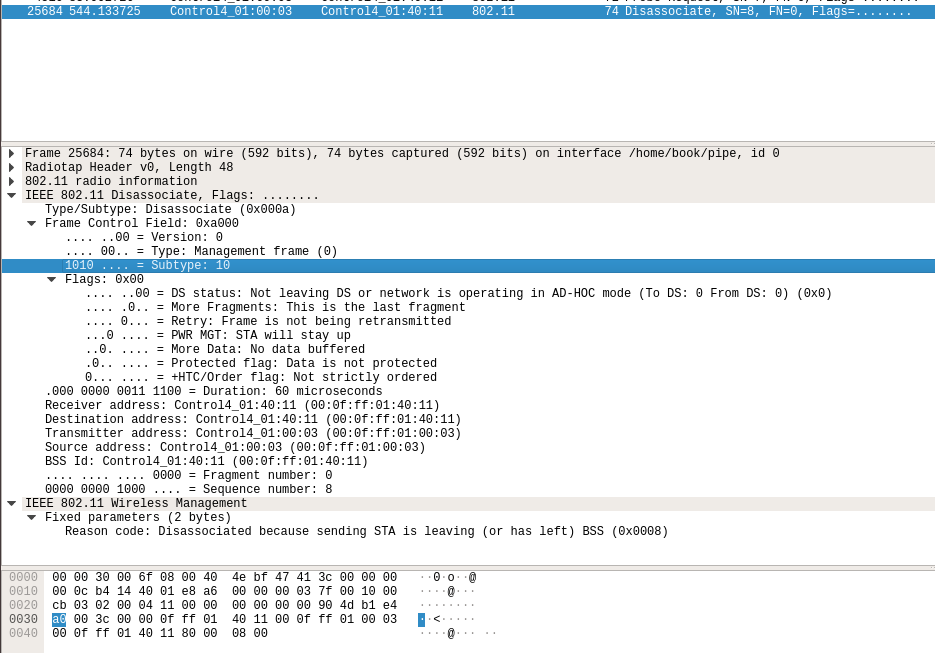 25684 544.133725 Control4_01:00:03 Control4_01:40:11 802.11 74 Disassociate, SN=8, FN=0, Flags=........
Frame 25684: 74 bytes on wire (592 bits), 74 bytes captured (592 bits) on interface /home/book/pipe, id 0
Radiotap Header v0, Length 48
802.11 radio information
IEEE 802.11 Disassociate, Flags: ........
Type/Subtype: Disassociate (0x000a)
Frame Control Field: 0xa000
.... ..00 = Version: 0
.... 00.. = Type: Management frame (0)
1010 .... = Subtype: 10
Flags: 0x00
.... ..00 = DS status: Not leaving DS or network is operating in AD-HOC mode (To DS: 0 From DS: 0) (0x0)
.... .0.. = More Fragments: This is the last fragment
.... 0... = Retry: Frame is not being retransmitted
...0 .... = PWR MGT: STA will stay up
..0. .... = More Data: No data buffered
.0.. .... = Protected flag: Data is not protected
0... .... = +HTC/Order flag: Not strictly ordered
.000 0000 0011 1100 = Duration: 60 microseconds
Receiver address: Control4_01:40:11 (00:0f:ff:01:40:11)
Destination address: Control4_01:40:11 (00:0f:ff:01:40:11)
Transmitter address: Control4_01:00:03 (00:0f:ff:01:00:03)
Source address: Control4_01:00:03 (00:0f:ff:01:00:03)
BSS Id: Control4_01:40:11 (00:0f:ff:01:40:11)
.... .... .... 0000 = Fragment number: 0
0000 0000 1000 .... = Sequence number: 8
IEEE 802.11 Wireless Management
Fixed parameters (2 bytes)
Reason code: Disassociated because sending STA is leaving (or has left) BSS (0x0008)
0000 00 00 30 00 6f 08 00 40 4e bf 47 41 3c 00 00 00 ··0·o··@
0010 00 0c b4 14 40 01 e8 a6 00 00 00 03 7f 00 10 00 ····@···
0020 cb 03 02 00 04 11 00 00 00 00 00 00 90 4d b1 e4 ········
0030 a0 00 3c 00 00 0f ff 01 40 11 00 0f ff 01 00 03 ··<·····
0040 00 0f ff 01 40 11 80 00 08 00 ····@··· ··